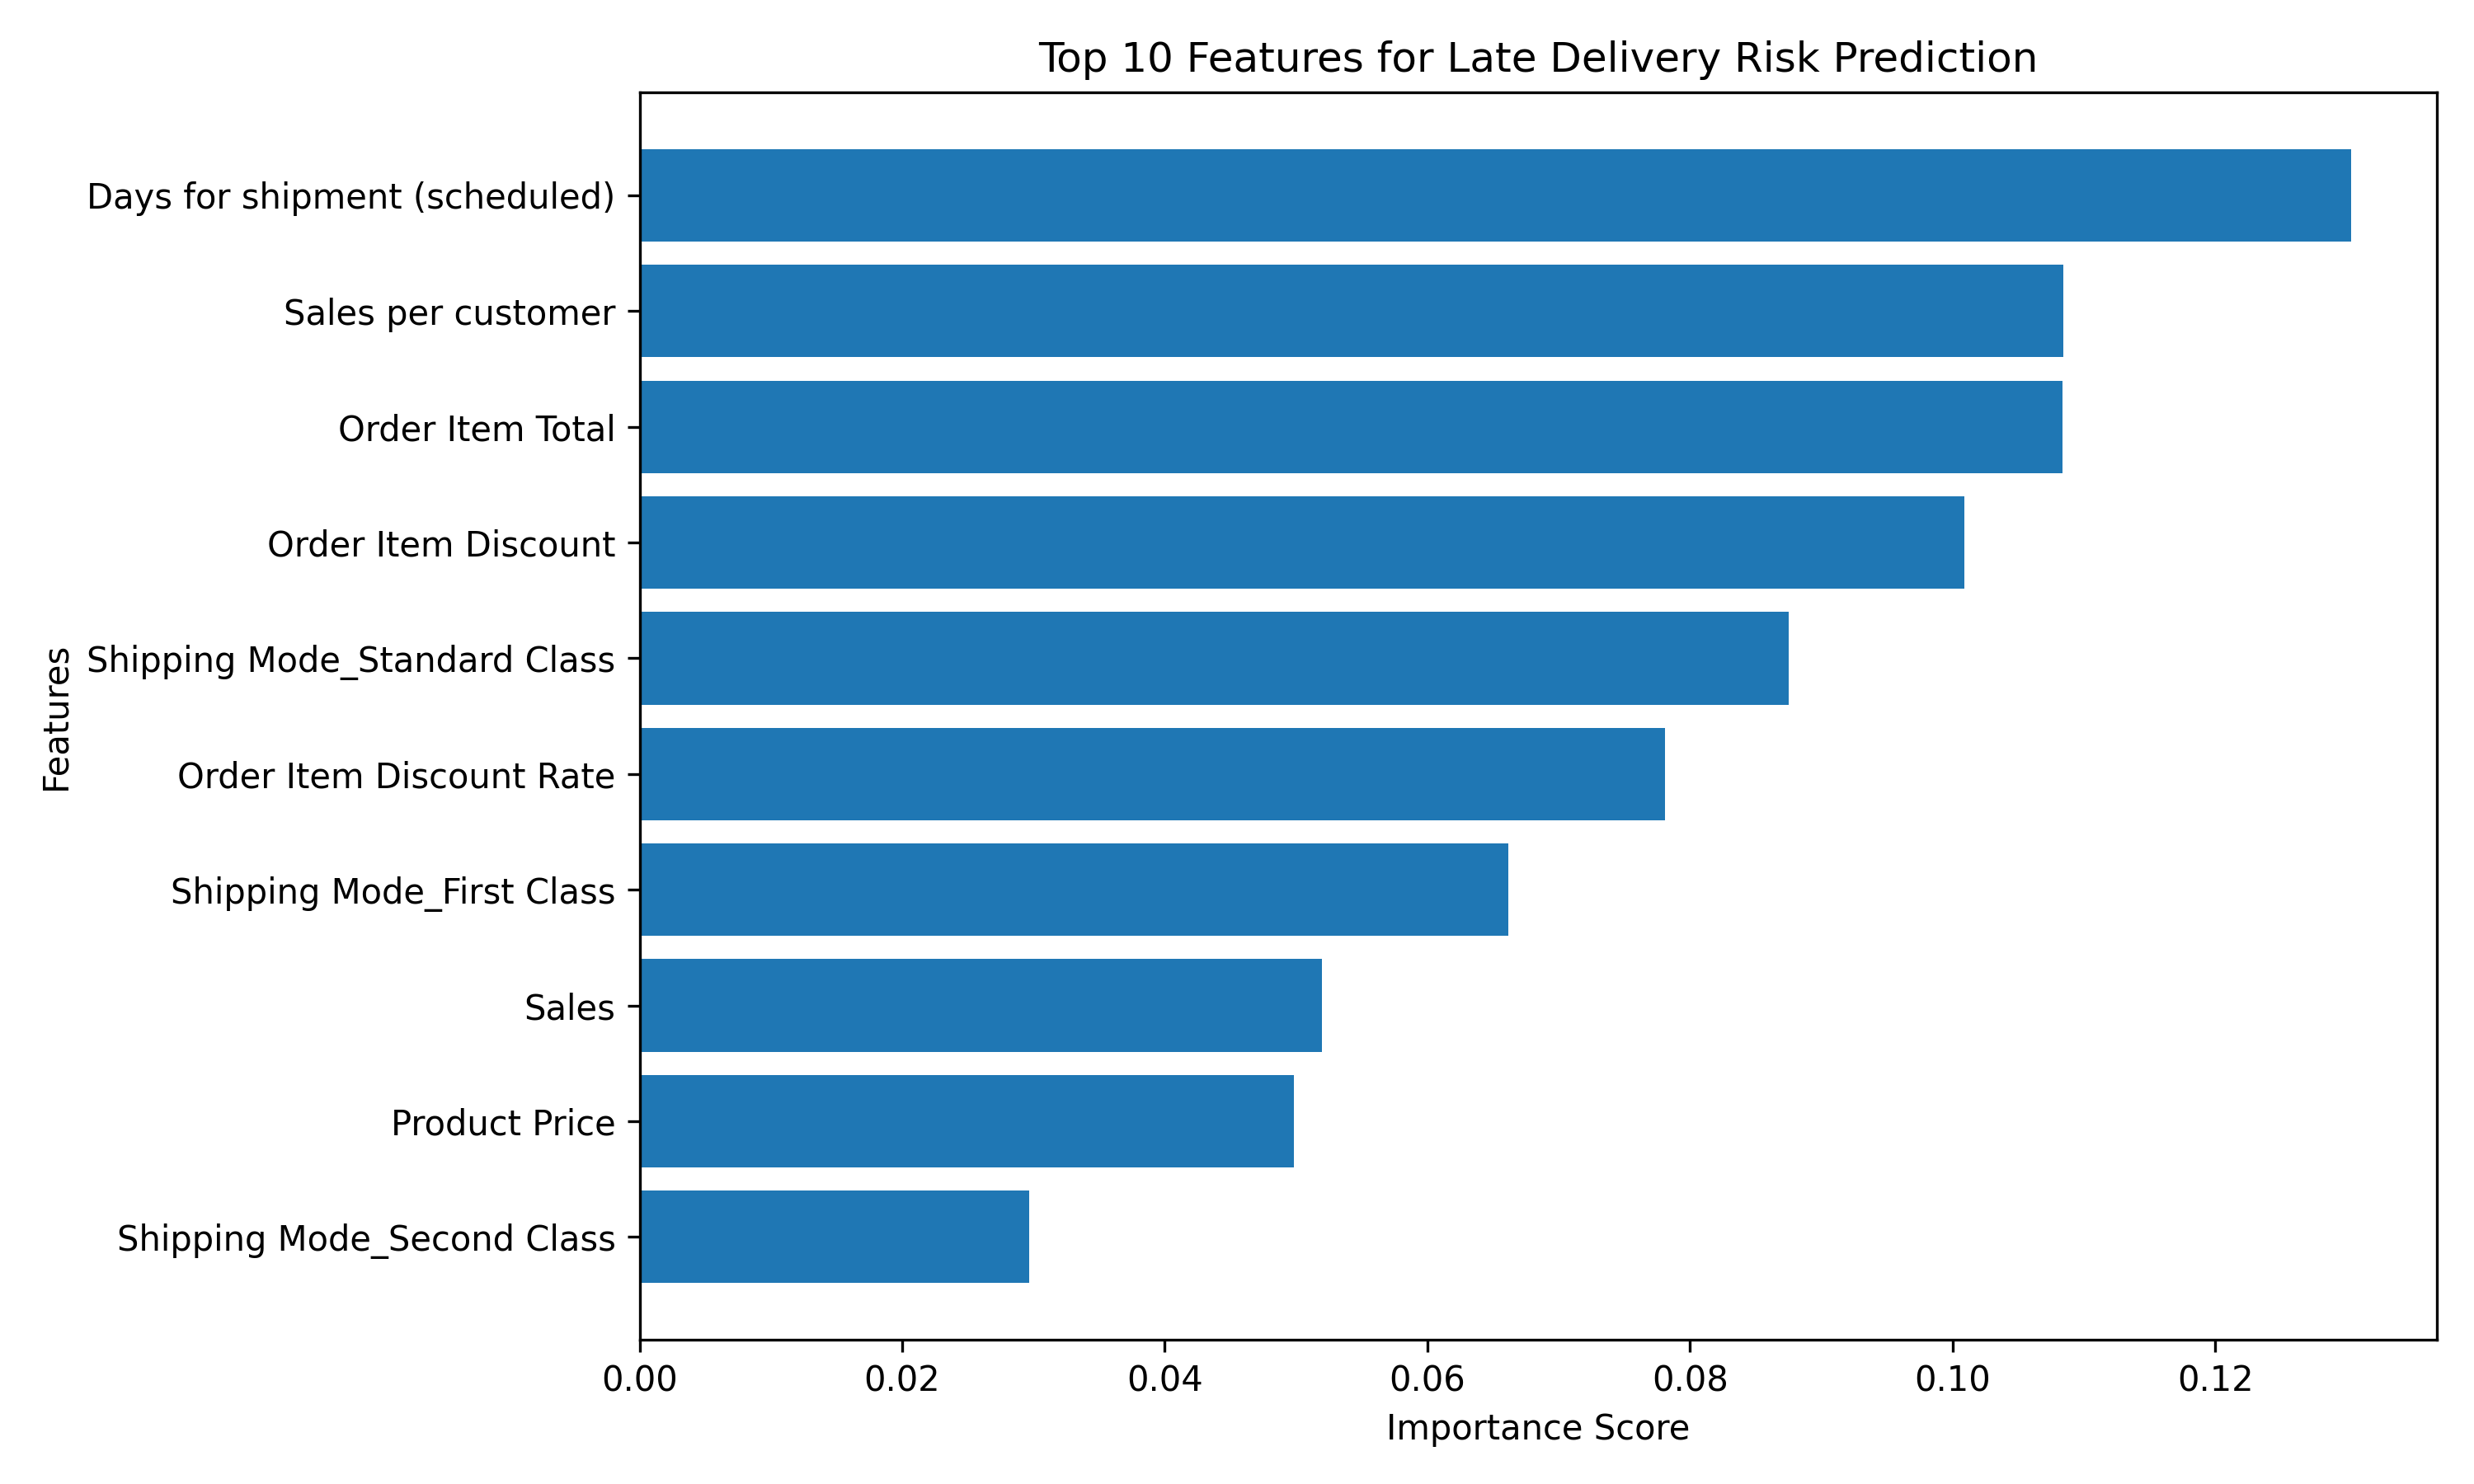 Top 10 Features for Late Delivery Risk Prediction
Features
Days for shipment (scheduled)
Sales per customer
Order Item Total
Order Item Discount
Shipping Mode_Standard Class
Order Item Discount Rate
Shipping Mode_First Class
Sales
Product Price
Shipping Mode_Second Class
0.00 0.02 0.04 0.06 0.08 0.10 0.12
Importance Score